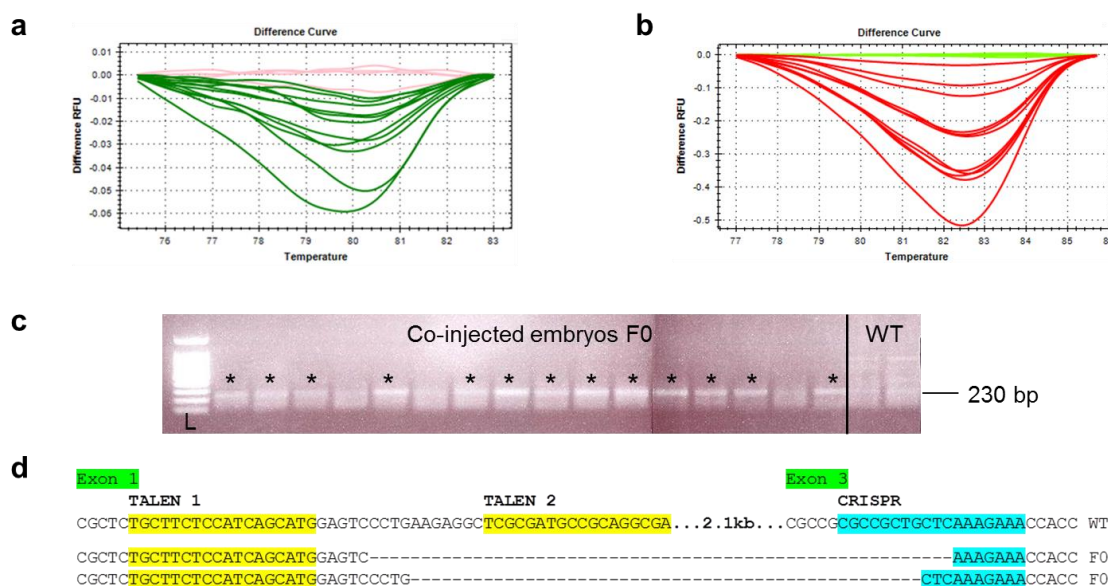 a
Difference Curve
Difference RFU
0.01
0.00
-0.01
-0.02
-0.03
-0.04
-0.05
-0.06
76 77 78 79 80 81 82 83
Temperature
b
Difference Curve
Difference RFU
0.0
-0.1
-0.2
-0.3
-0.4
-0.5
77 78 79 80 81 82 83 84 85 8
Temperature
c
Co-injected embryos F0 WT
* * * * * * * * * * * * *
230 bp
L
d
Exon 1 Exon 3
TALEN 1 TALEN 2 CRISPR
CGCTCTGCTTCTCCATCAGCATGGAGTCCCTGAAGAGGCTCGCGATGCCGCAGGCGA...2.1kb...CGCCGCGCCGCTGCTCAAAGAAACCACC WT
CGCTCTGCTTCTCCATCAGCATGGAGTC--------------------------------------------------------AAAGAAACCACC F0
CGCTCTGCTTCTCCATCAGCATGGAGTCCCTG-------------------------------------------------CTCAAAGAAACCACC F0